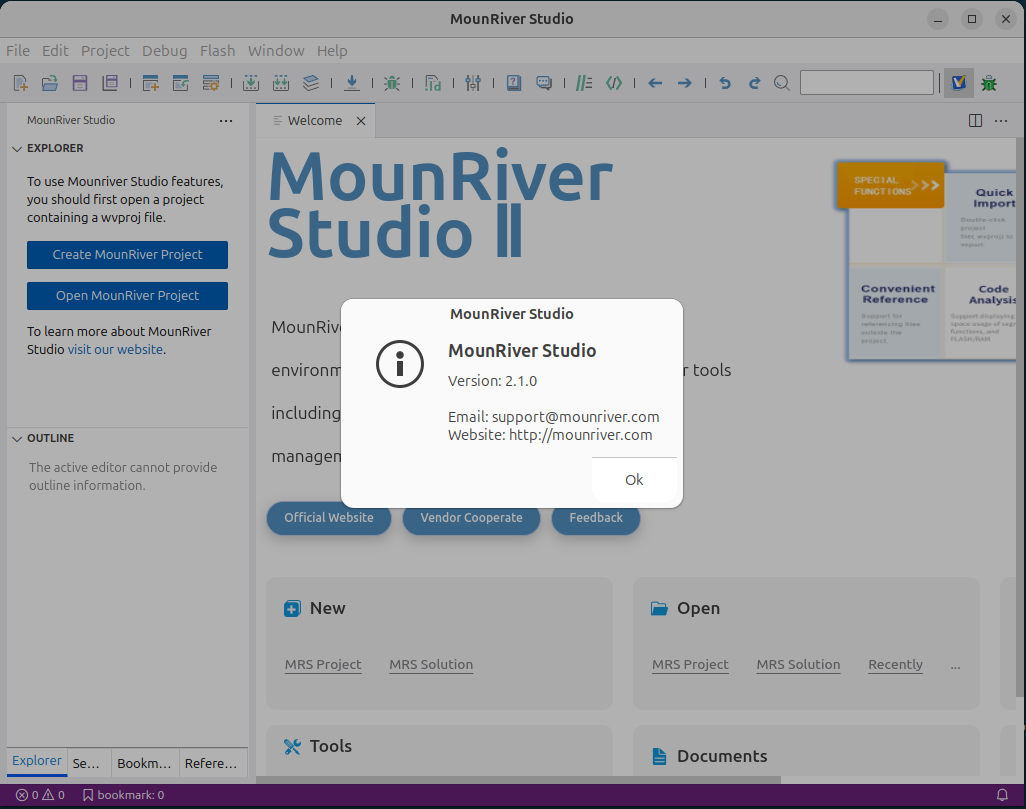 MounRiver Studio
File Edit Project Debug Flash Window Help
MounRiver Studio
...
Welcome
...
EXPLORER
To use Mounriver Studio features,
you should first open a project
containing a wvproj file.
Create MounRiver Project
Open MounRiver Project
To learn more about MounRiver
Studio visit our website.
OUTLINE
The active editor cannot provide
outline information.
Explorer Se... Bookm... Refere...
MounRiver
Studio II
SPECIAL
FUNCTIONS
Quick
Import
Double-click
project
files(.wvproj) to
import
Convenient
Reference
Support for
referencing files
outside the
project.
Code
Analysis
Support displaying
space usage of
functions, and
FLASH/RAM
MounRive
environm r tools
including
managem
MounRiver Studio
MounRiver Studio
Version: 2.1.0
Email: support@mounriver.com
Website: http://mounriver.com
Ok
Official Website Vendor Cooperate Feedback
New
MRS Project MRS Solution
Open
MRS Project MRS Solution Recently ...
Tools
Documents
0 0 bookmark: 0